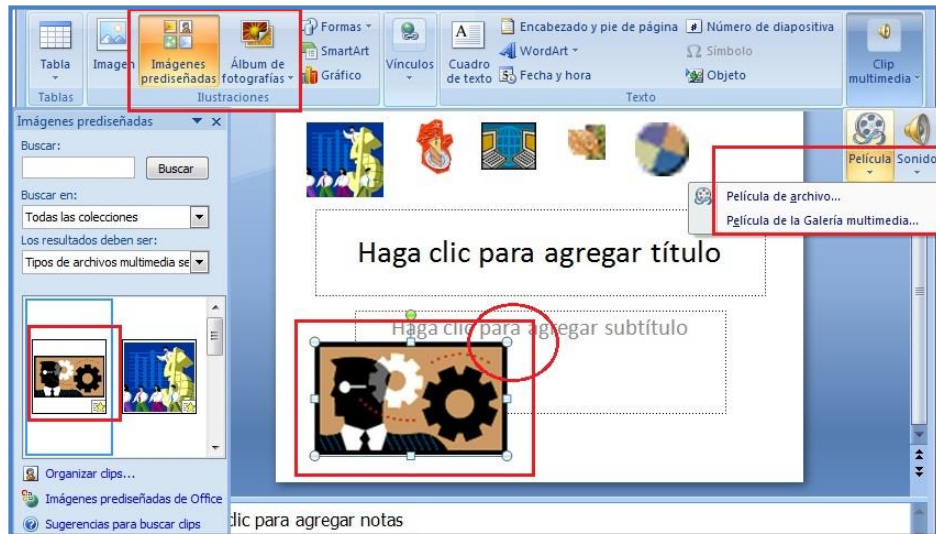 Tabla
Tablas
Imagen
Imágenes
prediseñadas
Álbum de
fotografías
Formas
SmartArt
Gráfico
Ilustraciones
Vínculos
Cuadro
de texto
Encabezado y pie de página
WordArt
Fecha y hora
Número de diapositiva
Símbolo
Objeto
Texto
Clip
multimedia
Película
Sonido
Película de archivo...
Película de la Galería multimedia...
Imágenes prediseñadas
Buscar:
Buscar
Buscar en:
Todas las colecciones
Los resultados deben ser:
Tipos de archivos multimedia se
Organizar clips...
Imágenes prediseñadas de Office
Sugerencias para buscar clips
Haga clic para agregar título
Haga clic para agregar subtítulo
clic para agregar notas